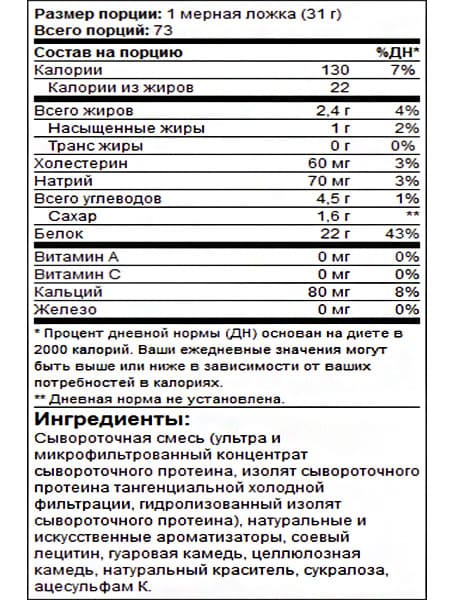 Размер порции: 1 мерная ложка (31 г)
Всего порций: 73
Состав на порцию %ДН*
Калории 130 7%
Калории из жиров 22
Всего жиров 2,4 г 4%
Насыщенные жиры 1 г 2%
Транс жиры 0 г 0%
Холестерин 60 мг 3%
Натрий 70 мг 3%
Всего углеводов 4,5 г 1%
Сахар 1,6 г **
Белок 22 г 43%
Витамин А 0 мг 0%
Витамин С 0 мг 0%
Кальций 80 мг 8%
Железо 0 мг 0%
* Процент дневной нормы (ДН) основан на диете в
2000 калорий. Ваши ежедневные значения могут
быть выше или ниже в зависимости от ваших
потребностей в калориях.
** Дневная норма не установлена.
Ингредиенты:
Сывороточная смесь (ультра и
микрофильтрованный концентрат
сывороточного протеина, изолят сывороточного
протеина тангенциальной холодной
фильтрации, гидролизованный изолят
сывороточного протеина), натуральные и
искусственные ароматизаторы, соевый
лецитин, гуаровая камедь, целлюлозная
камедь, натуральный краситель, сукралоза,
ацесульфам К.